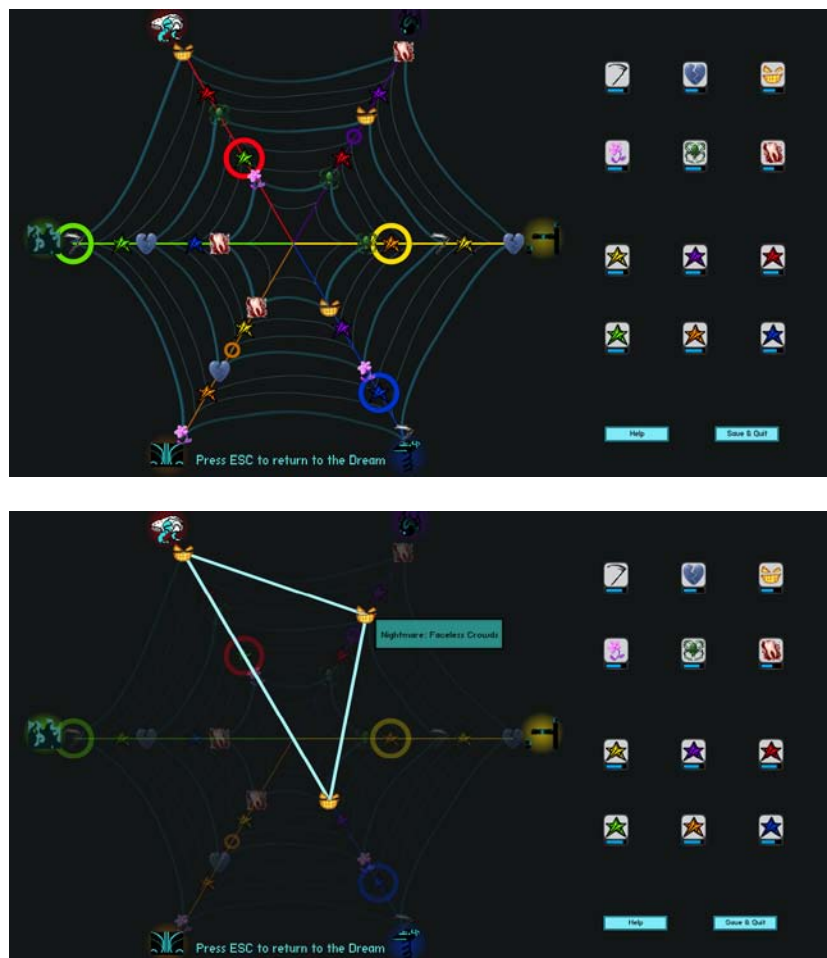 Help
Save & Quit
Press ESC to return to the Dream
Nightmare: Faceless Crowds
Help
Save & Quit
Press ESC to return to the Dream